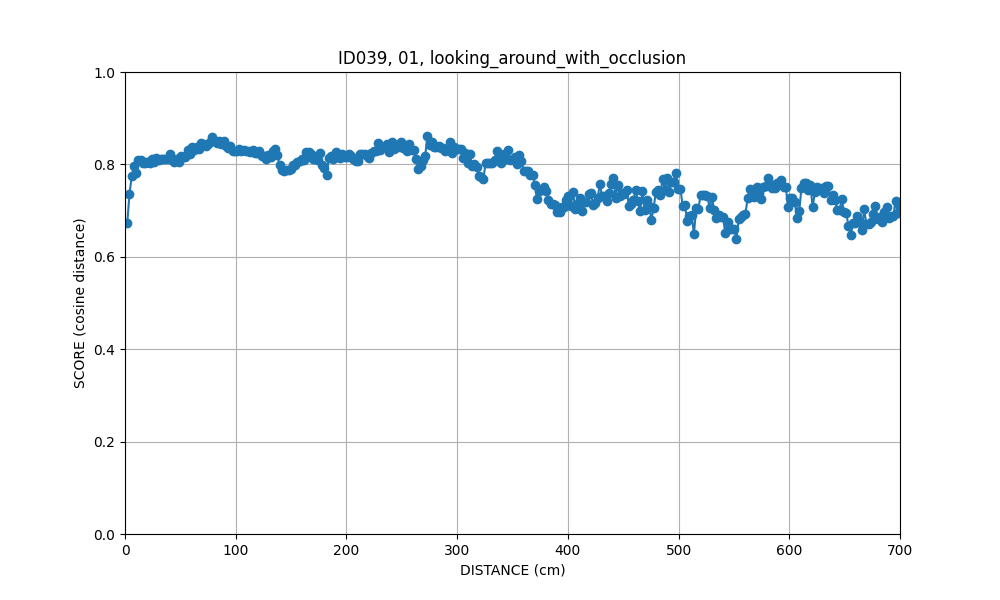 ID039, 01, looking_around_with_occlusion
1.0
0.8
0.6
0.4
0.2
0.0
SCORE (cosine distance)
0 100 200 300 400 500 600 700
DISTANCE (cm)